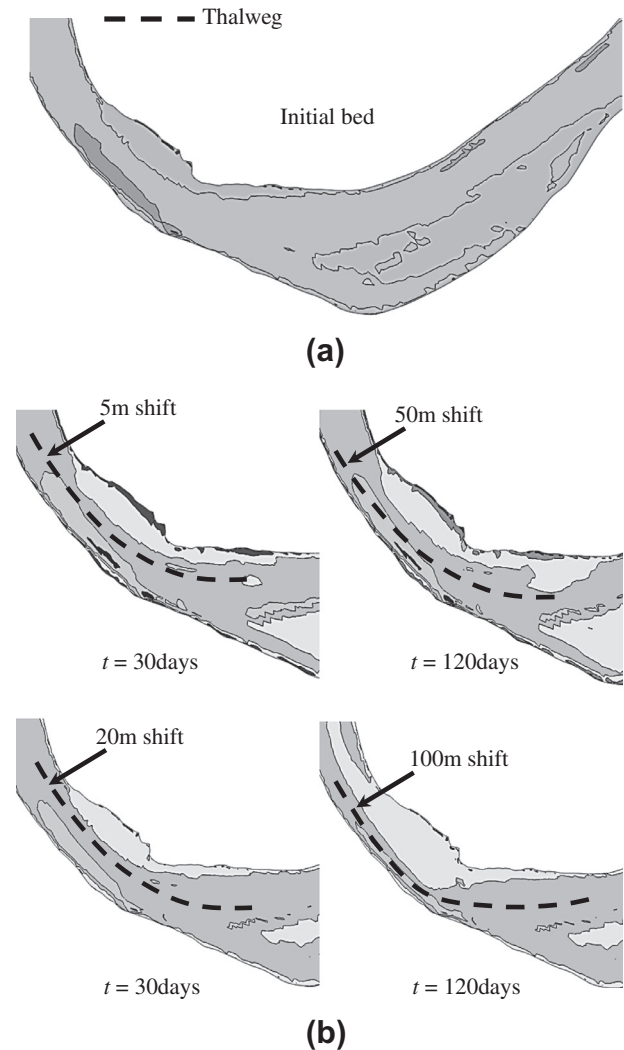 Thalweg
Initial bed
(a)
5m shift
50m shift
t = 30days
t = 120days
20m shift
100m shift
t = 30days
t = 120days
(b)